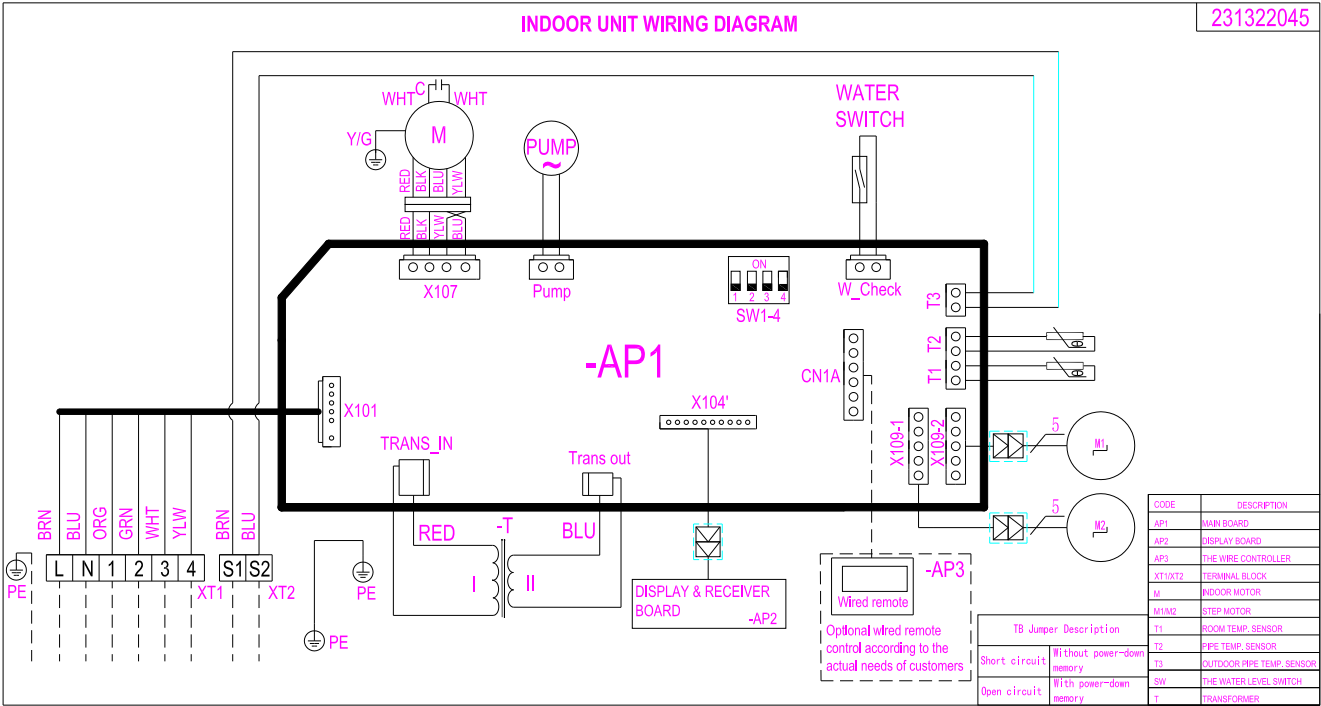 INDOOR UNIT WIRING DIAGRAM
231322045
C
WHT
WHT
M
Y/G
RED
BLK
BLU
YLW
RED
BLK
YLW
BLU
X107
PUMP
~
Pump
WATER
SWITCH
W_Check
ON
1 2 3 4
SW1-4
T3
T2
T1
-AP1
CN1A
X101
X104'
X109-1
X109-2
TRANS_IN
Trans out
5
M1
5
M2
BRN
BLU
ORG
GRN
WHT
YLW
BRN
BLU
RED
-T
BLU
I
II
L N 1 2 3 4
XT1
S1 S2
XT2
PE
PE
PE
DISPLAY & RECEIVER
BOARD
-AP2
-AP3
Wired remote
Optional wired remote
control according to the
actual needs of customers
TB Jumper Description
Short circuit
Without power-down
memory
Open circuit
With power-down
memory
CODE DESCRIPTION
AP1 MAIN BOARD
AP2 DISPLAY BOARD
AP3 THE WIRE CONTROLLER
XT1/XT2 TERMINAL BLOCK
M INDOOR MOTOR
M1/M2 STEP MOTOR
T1 ROOM TEMP. SENSOR
T2 PIPE TEMP. SENSOR
T3 OUTDOOR PIPE TEMP. SENSOR
SW THE WATER LEVEL SWITCH
T TRANSFORMER